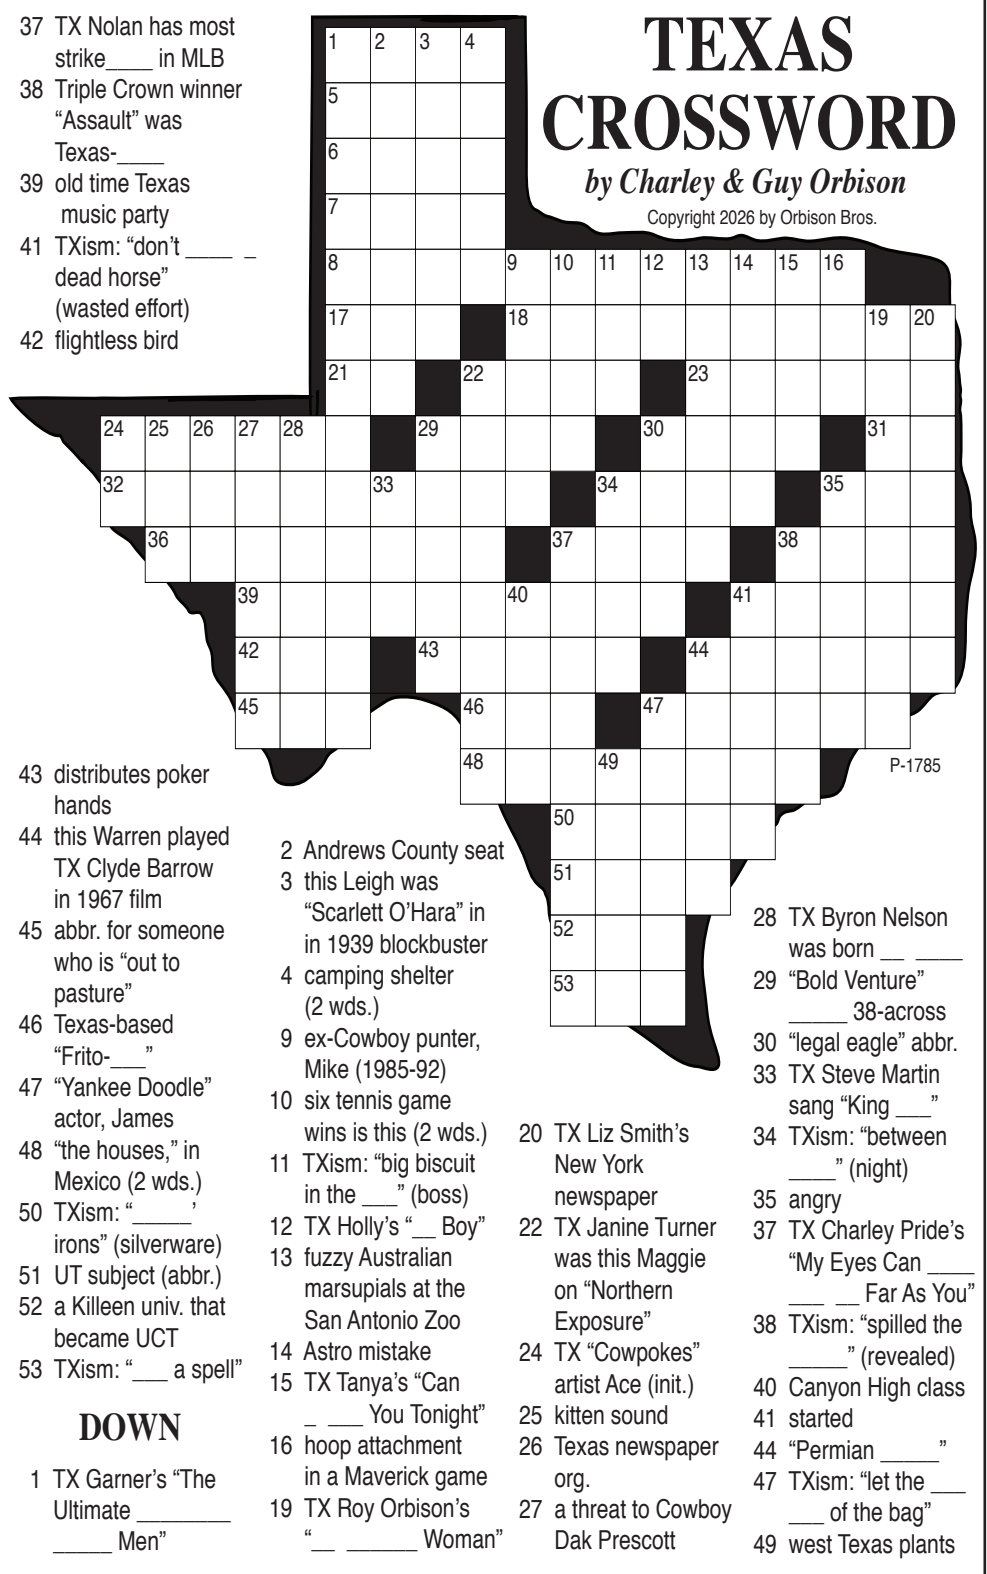 TEXAS
CROSSWORD
by Charley & Guy Orbison
Copyright 2026 by Orbison Bros.
37 TX Nolan has most
strike____ in MLB
38 Triple Crown winner
“Assault” was
Texas-____
39 old time Texas
music party
41 TXism: “don’t ____ _
dead horse”
(wasted effort)
42 flightless bird
1 2 3 4
5
6
7
8 9 10 11 12 13 14 15 16
17 18 19 20
21 22 23
24 25 26 27 28 29 30 31
32 33 34 35
36 37 38
39 40 41
42 43 44
45 46 47
48 49
50
51
52
53
P-1785
43 distributes poker
hands
44 this Warren played
TX Clyde Barrow
in 1967 film
45 abbr. for someone
who is “out to
pasture”
46 Texas-based
“Frito-___”
47 “Yankee Doodle”
actor, James
48 “the houses,” in
Mexico (2 wds.)
50 TXism: “_____’
irons” (silverware)
51 UT subject (abbr.)
52 a Killeen univ. that
became UCT
53 TXism: “___ a spell”
DOWN
1 TX Garner’s “The
Ultimate ________
_____ Men”
2 Andrews County seat
3 this Leigh was
“Scarlett O’Hara” in
in 1939 blockbuster
4 camping shelter
(2 wds.)
9 ex-Cowboy punter,
Mike (1985-92)
10 six tennis game
wins is this (2 wds.)
11 TXism: “big biscuit
in the ___” (boss)
12 TX Holly’s “__ Boy”
13 fuzzy Australian
marsupials at the
San Antonio Zoo
14 Astro mistake
15 TX Tanya’s “Can
_ ___ You Tonight”
16 hoop attachment
in a Maverick game
19 TX Roy Orbison’s
“__ ______ Woman”
20 TX Liz Smith’s
New York
newspaper
22 TX Janine Turner
was this Maggie
on “Northern
Exposure”
24 TX “Cowpokes”
artist Ace (init.)
25 kitten sound
26 Texas newspaper
org.
27 a threat to Cowboy
Dak Prescott
28 TX Byron Nelson
was born __ ____
29 “Bold Venture”
_____ 38-across
30 “legal eagle” abbr.
33 TX Steve Martin
sang “King ___”
34 TXism: “between
____” (night)
35 angry
37 TX Charley Pride’s
“My Eyes Can ____
___ __ Far As You”
38 TXism: “spilled the
_____” (revealed)
40 Canyon High class
41 started
44 “Permian _____”
47 TXism: “let the ___
___ of the bag”
49 west Texas plants